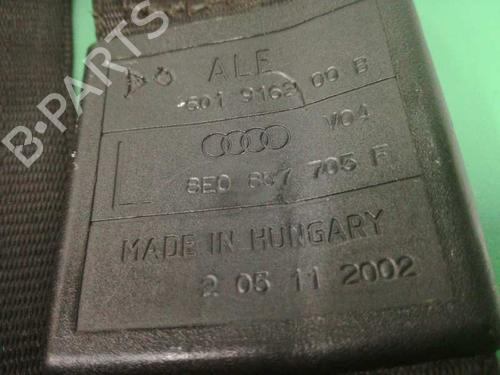 B-PARTS
ALE
601 9162 00 B
V04
L 8E0 857 705 F
MADE IN HUNGARY
2 05 11 2002